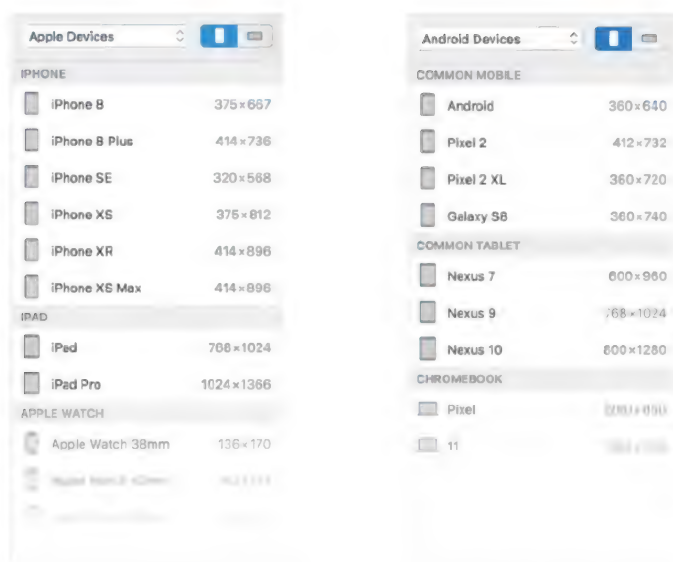 Apple Devices
IPHONE
iPhone 8 375×667
iPhone 8 Plus 414×736
iPhone SE 320×568
iPhone XS 375×812
iPhone XR 414×896
iPhone XS Max 414×896
IPAD
iPad 768×1024
iPad Pro 1024×1366
APPLE WATCH
Apple Watch 38mm 136×170
Android Devices
COMMON MOBILE
Android 360×640
Pixel 2 412×732
Pixel 2 XL 360×720
Galaxy S8 360×740
COMMON TABLET
Nexus 7 600×960
Nexus 9 768×1024
Nexus 10 800×1280
CHROMEBOOK
Pixel
11